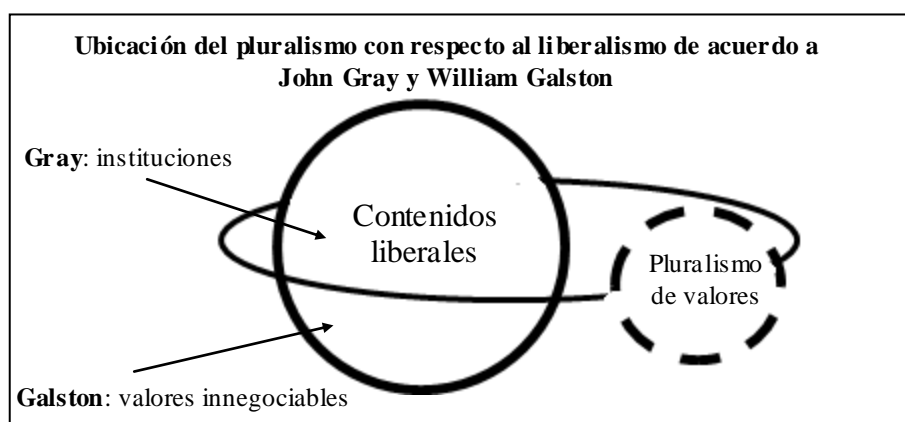 Ubicación del pluralismo con respecto al liberalismo de acuerdo a
John Gray y William Galston
Gray: instituciones
Contenidos
liberales
Pluralismo
de valores
Galston: valores innegociables